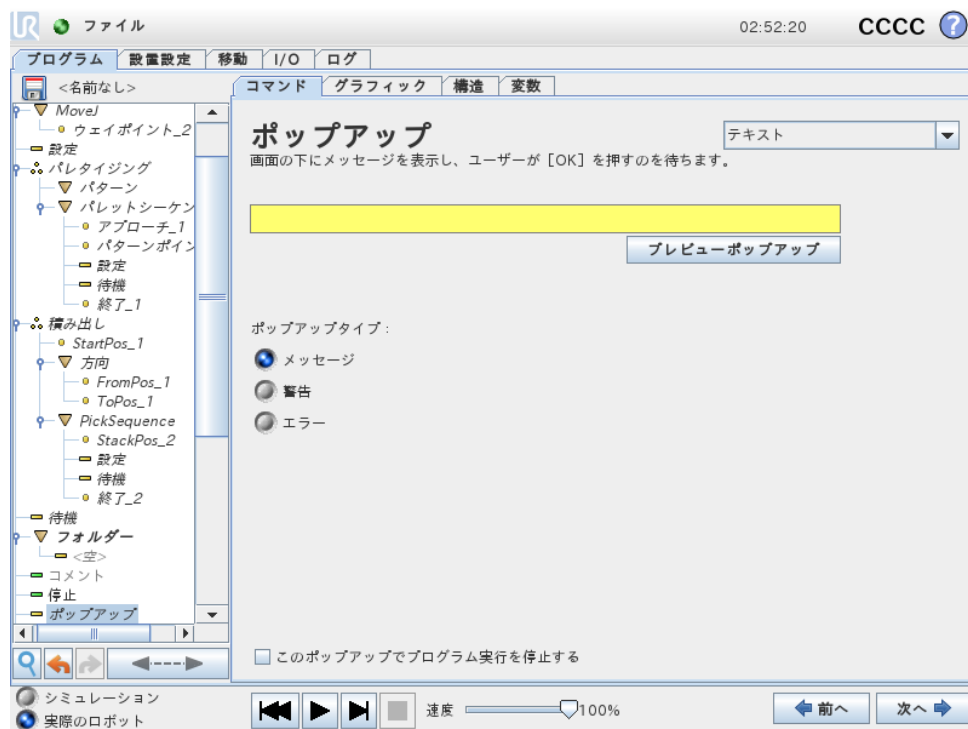 UR ファイル 02:52:20 CCCC ?
プログラム 設置設定 移動 I/O ログ
<名前なし>
コマンド グラフィック 構造 変数
MoveJ
ウェイポイント_2
設定
パレタイジング
パターン
パレットシーケン
アプローチ_1
パターンポイン
設定
待機
終了_1
積み出し
StartPos_1
方向
FromPos_1
ToPos_1
PickSequence
StackPos_2
設定
待機
終了_2
待機
フォルダー
<空>
コメント
停止
ポップアップ
ポップアップ
テキスト
画面の下にメッセージを表示し、ユーザーが［OK］を押すのを待ちます。
プレビューポップアップ
ポップアップタイプ：
メッセージ
警告
エラー
このポップアップでプログラム実行を停止する
シミュレーション
実際のロボット
速度 100%
前へ 次へ